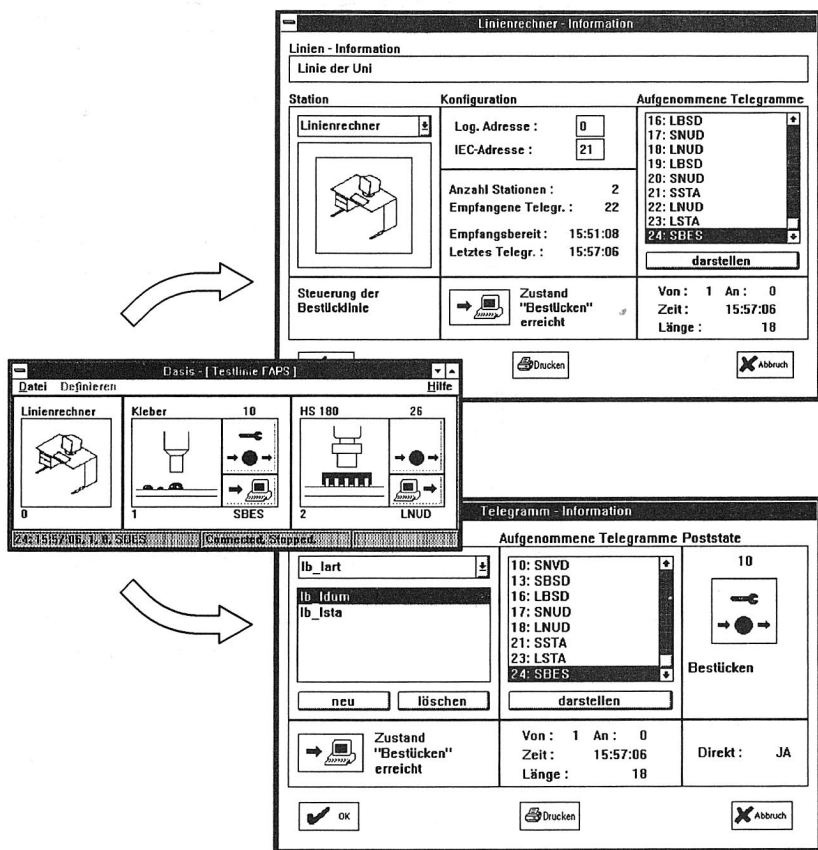 Linienrechner - Information
Linien - Information
Linie der Uni
Station
Linienrechner
Konfiguration
Log. Adresse : 0
IEC-Adresse : 21
Anzahl Stationen : 2
Empfangene Telegr. : 22
Empfangsbereit : 15:51:08
Letztes Telegr. : 15:57:06
Aufgenommene Telegramme
16: LBSD
17: SNUD
18: LNUD
19: LBSD
20: SNUD
21: SSTA
22: LNUD
23: LSTA
24: SBES
darstellen
Steuerung der
Bestücklinie
Zustand
"Bestücken"
erreicht
Von : 1 An : 0
Zeit : 15:57:06
Länge : 18
Drucken
Abbruch
Dasis - [ Testlinie FAPS ]
Datei Definieren Hilfe
Linienrechner
0
Kleber 10
1 SBES
HS 180 26
2 LNUD
24: 15:57:06, 1, 0, SBES
Connected, Stopped,
Telegramm - Information
lb_lart
lb_ldum
lb_lsta
neu löschen
Aufgenommene Telegramme
10: SNVD
13: SBSD
16: LBSD
17: SNUD
18: LNUD
21: SSTA
23: LSTA
24: SBES
darstellen
Poststate
10
Bestücken
Zustand
"Bestücken"
erreicht
Von : 1 An : 0
Zeit : 15:57:06
Länge : 18
Direkt : JA
OK
Drucken
Abbruch